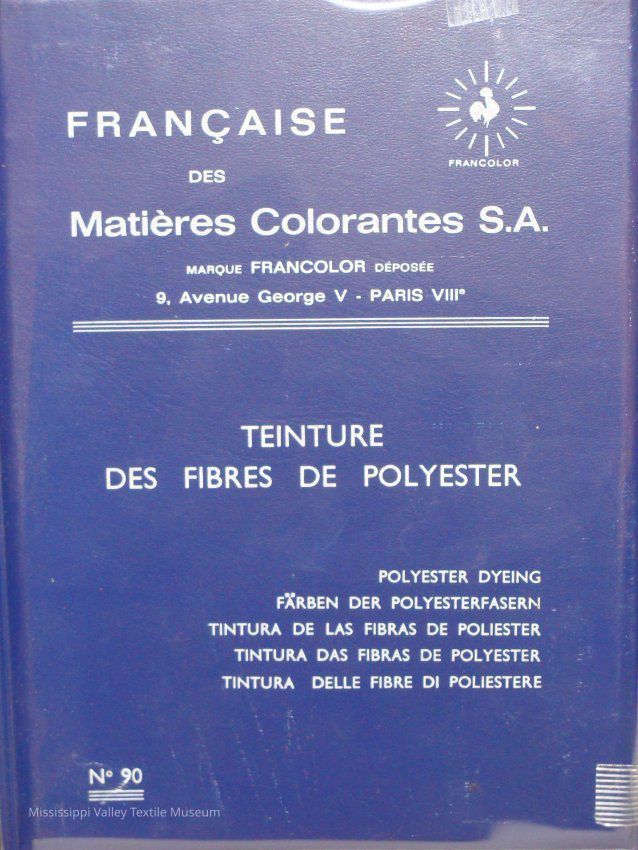 FRANÇAISE
FRANCOLOR
DES
Matières Colorantes S.A.
MARQUE FRANCOLOR DÉPOSÉE
9, Avenue George V - PARIS VIIIe
TEINTURE
DES FIBRES DE POLYESTER
POLYESTER DYEING
FÄRBEN DER POLYESTERFASERN
TINTURA DE LAS FIBRAS DE POLIESTER
TINTURA DAS FIBRAS DE POLYESTER
TINTURA DELLE FIBRE DI POLIESTERE
No 90
Mississippi Valley Textile Museum